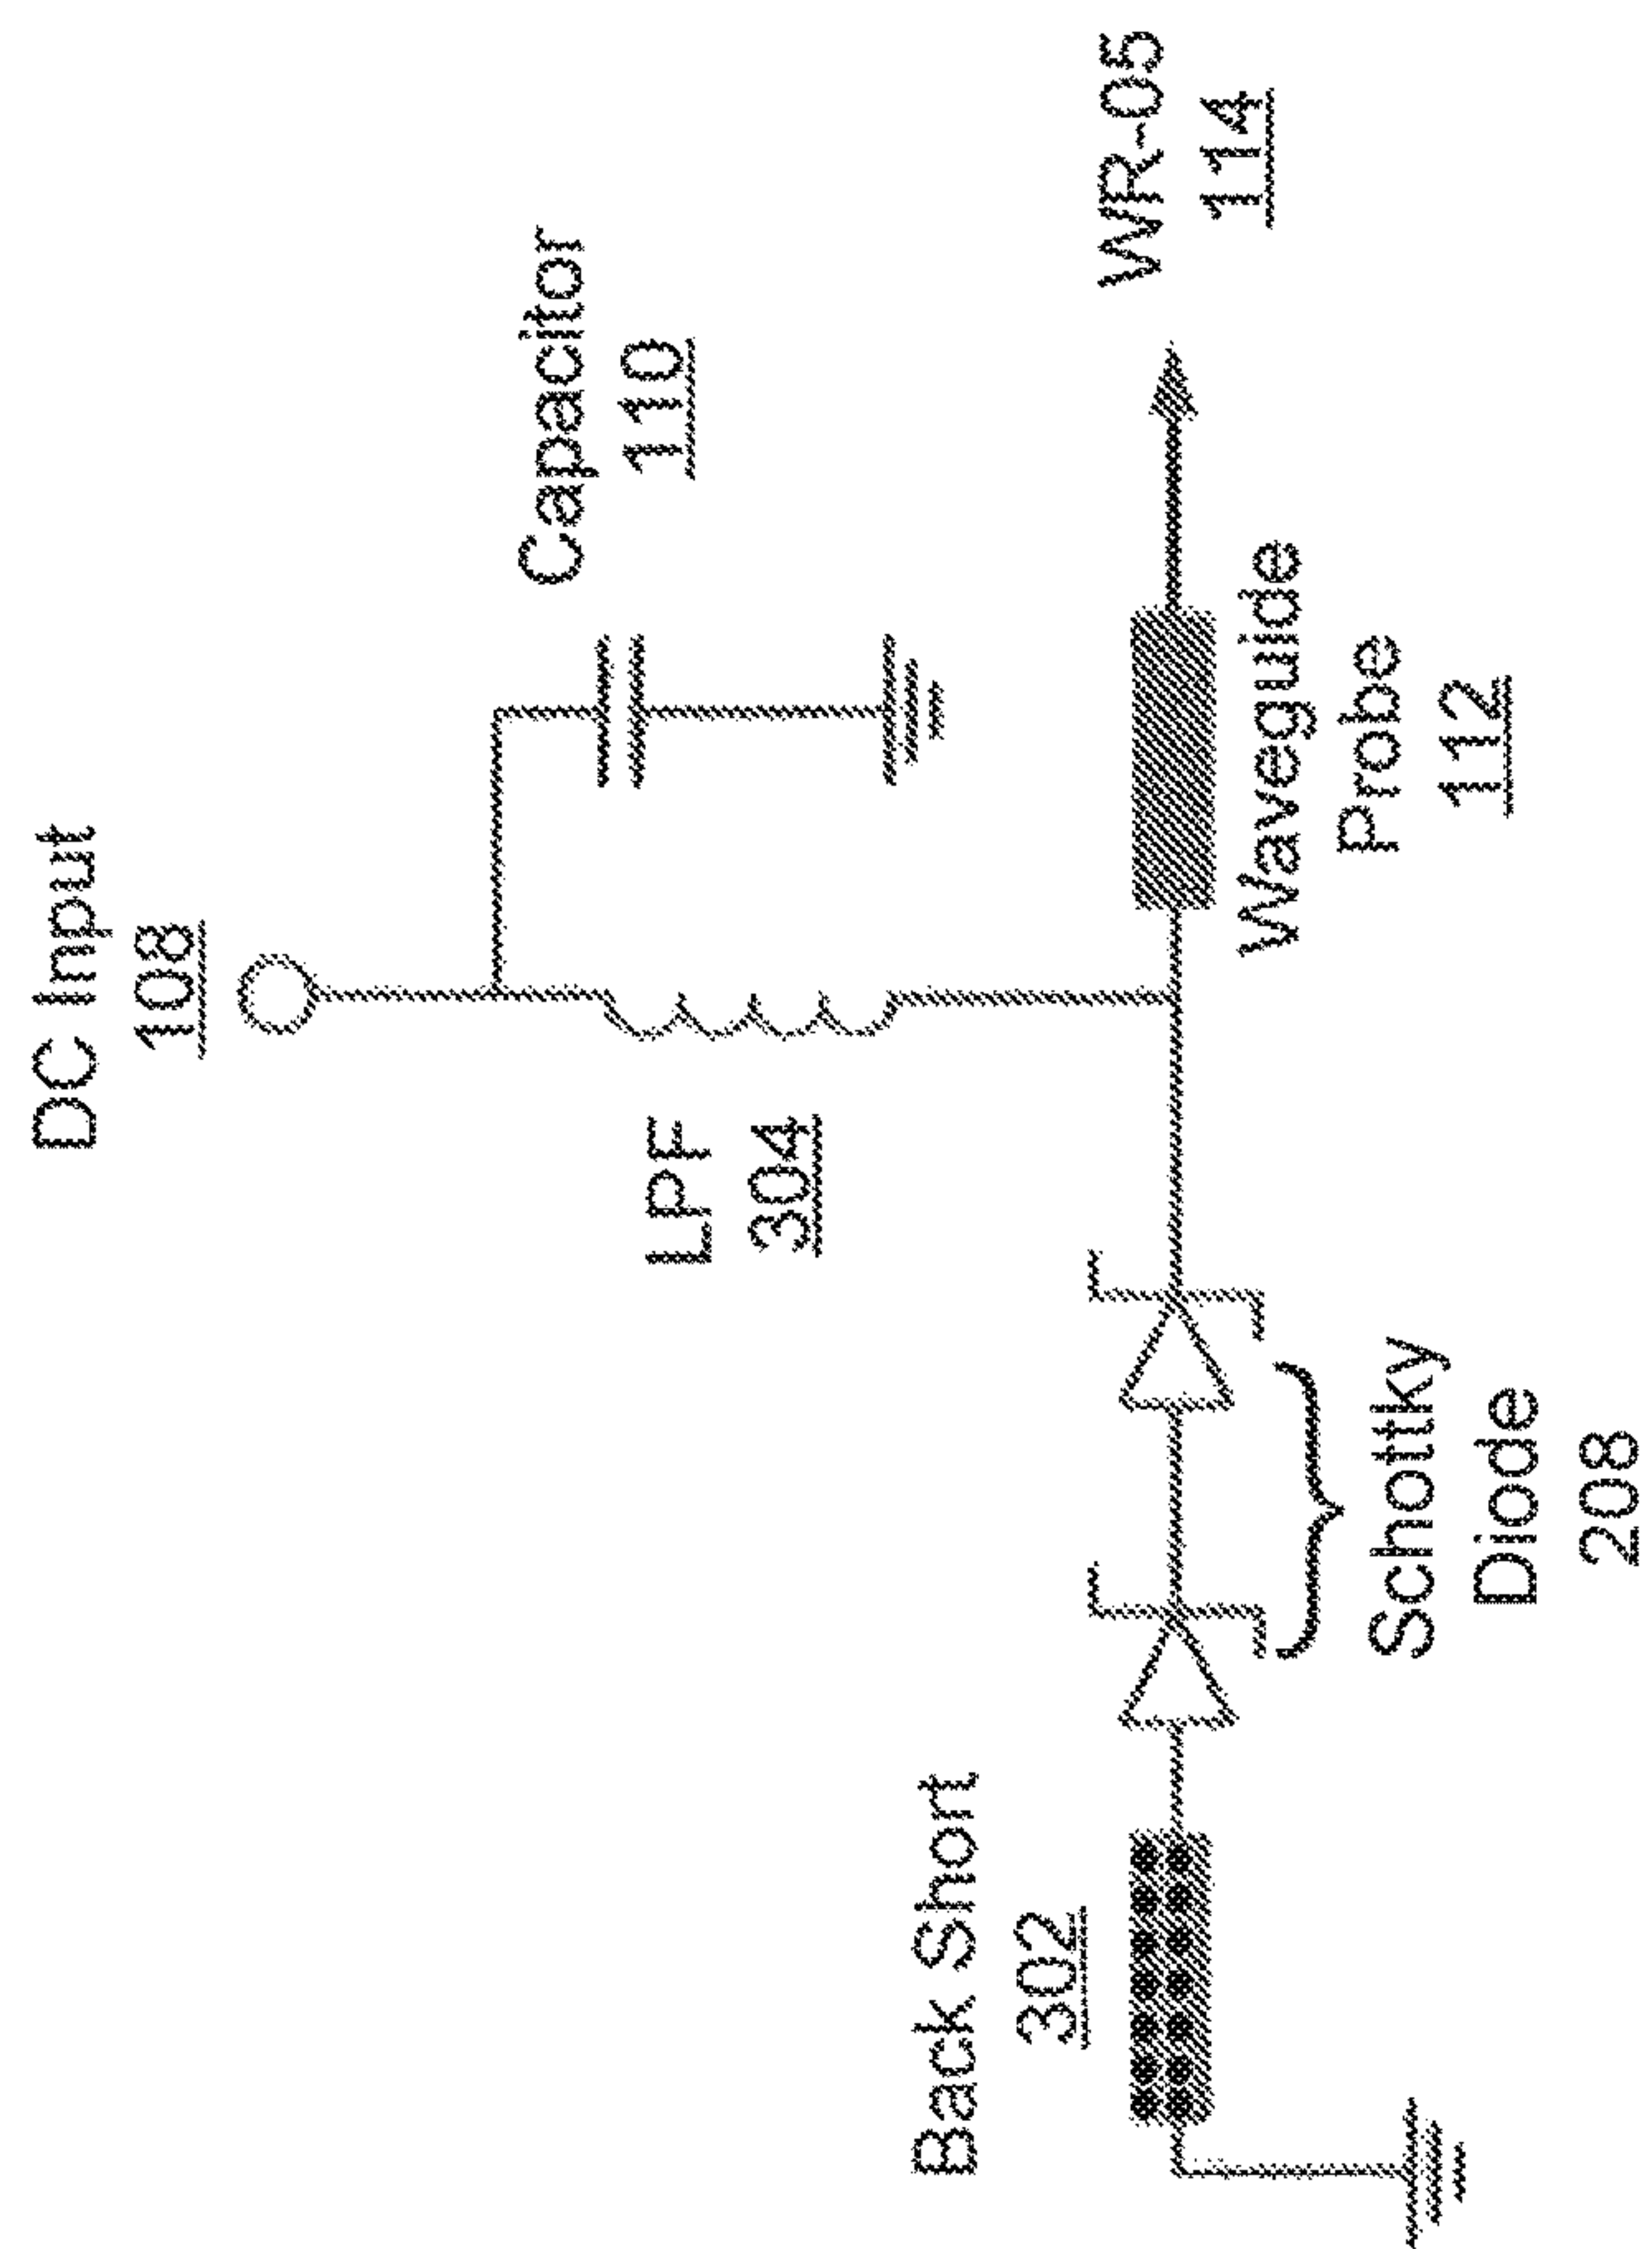 DC Input
108
Capacitor
110
LPF
304
WR-05
114
Back Short
302
Waveguide
Probe
112
Schottky
Diode
208